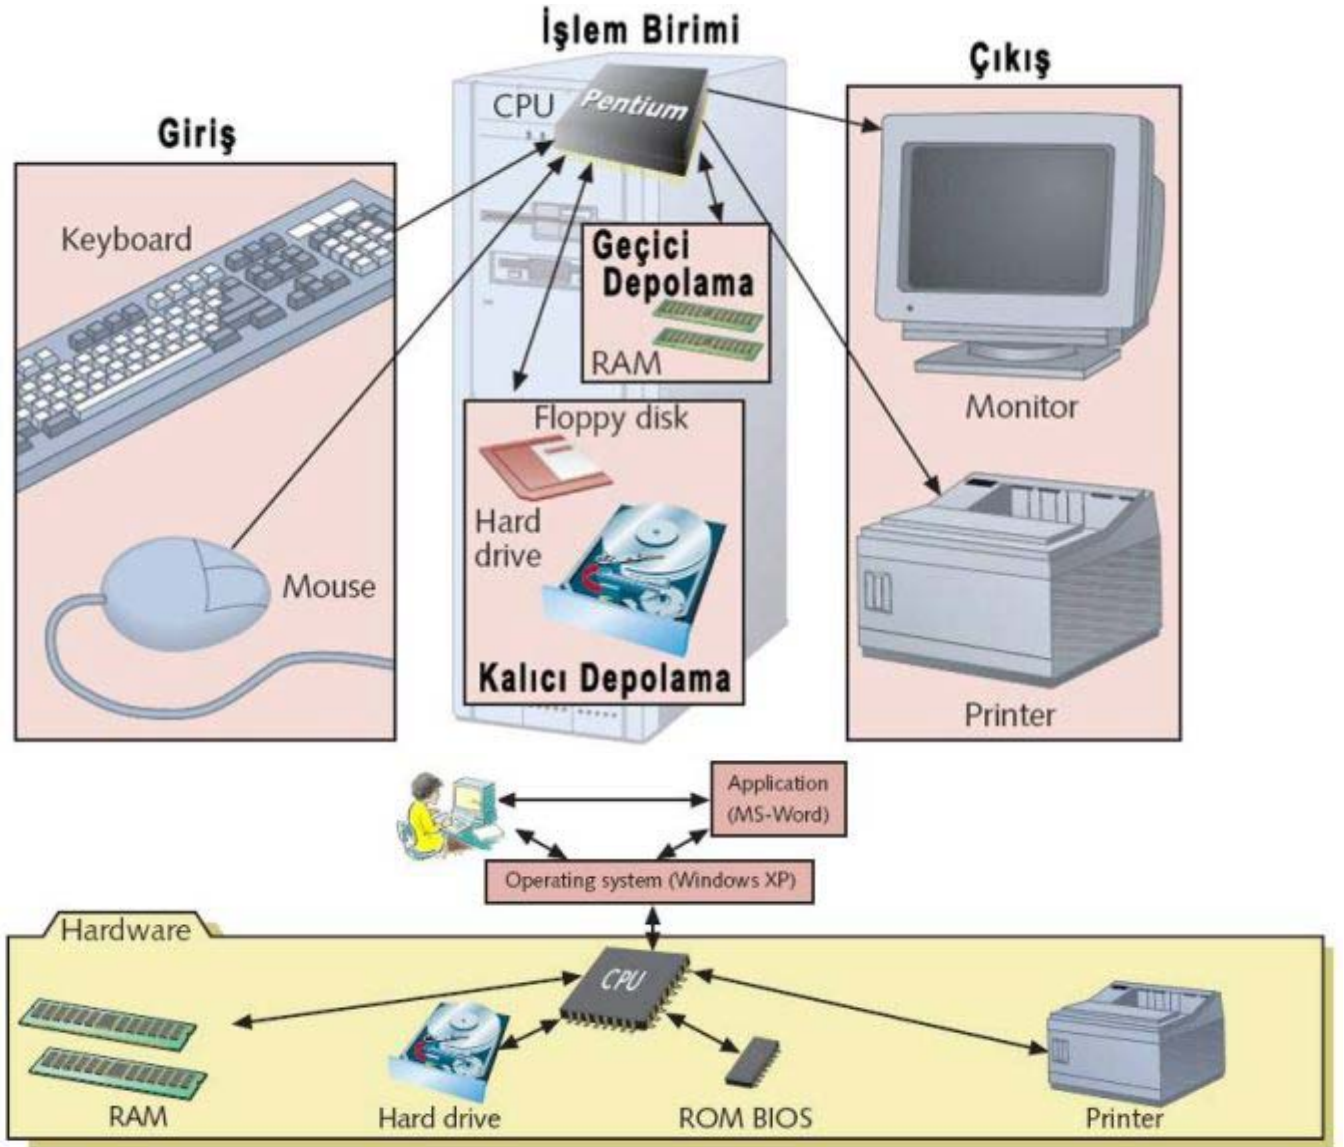 İşlem Birimi
Çıkış
Giriş
CPU
Pentium
Keyboard
Geçici
Depolama
RAM
Monitor
Floppy disk
Hard
drive
Mouse
Kalıcı Depolama
Printer
Application
(MS-Word)
Operating system (Windows XP)
Hardware
CPU
RAM
Hard drive
ROM BIOS
Printer